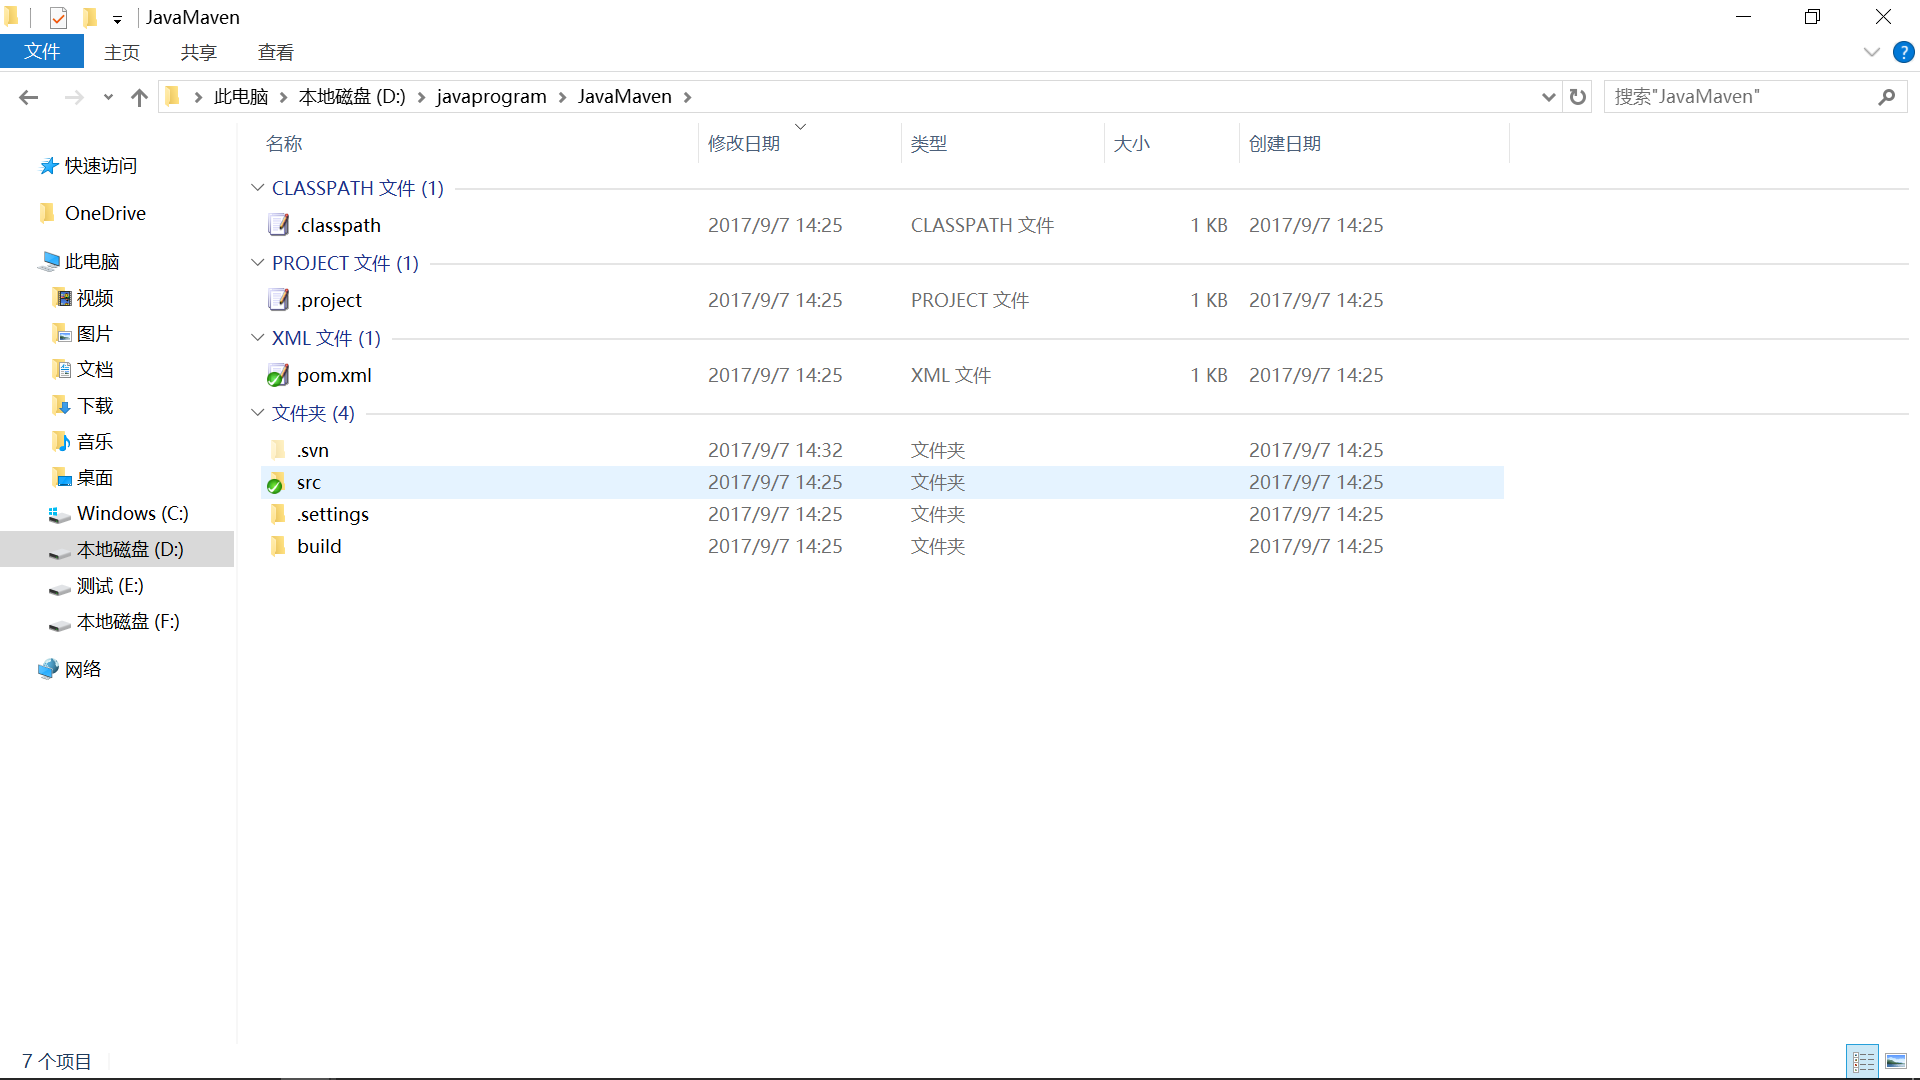 JavaMaven
文件 主页 共享 查看
此电脑 本地磁盘 (D:) javaprogram JavaMaven 搜索"JavaMaven"
名称 修改日期 类型 大小 创建日期
快速访问
OneDrive
此电脑
视频
图片
文档
下载
音乐
桌面
Windows (C:)
本地磁盘 (D:)
测试 (E:)
本地磁盘 (F:)
网络
CLASSPATH 文件 (1)
.classpath 2017/9/7 14:25 CLASSPATH 文件 1 KB 2017/9/7 14:25
PROJECT 文件 (1)
.project 2017/9/7 14:25 PROJECT 文件 1 KB 2017/9/7 14:25
XML 文件 (1)
pom.xml 2017/9/7 14:25 XML 文件 1 KB 2017/9/7 14:25
文件夹 (4)
.svn 2017/9/7 14:32 文件夹 2017/9/7 14:25
src 2017/9/7 14:25 文件夹 2017/9/7 14:25
.settings 2017/9/7 14:25 文件夹 2017/9/7 14:25
build 2017/9/7 14:25 文件夹 2017/9/7 14:25
7 个项目